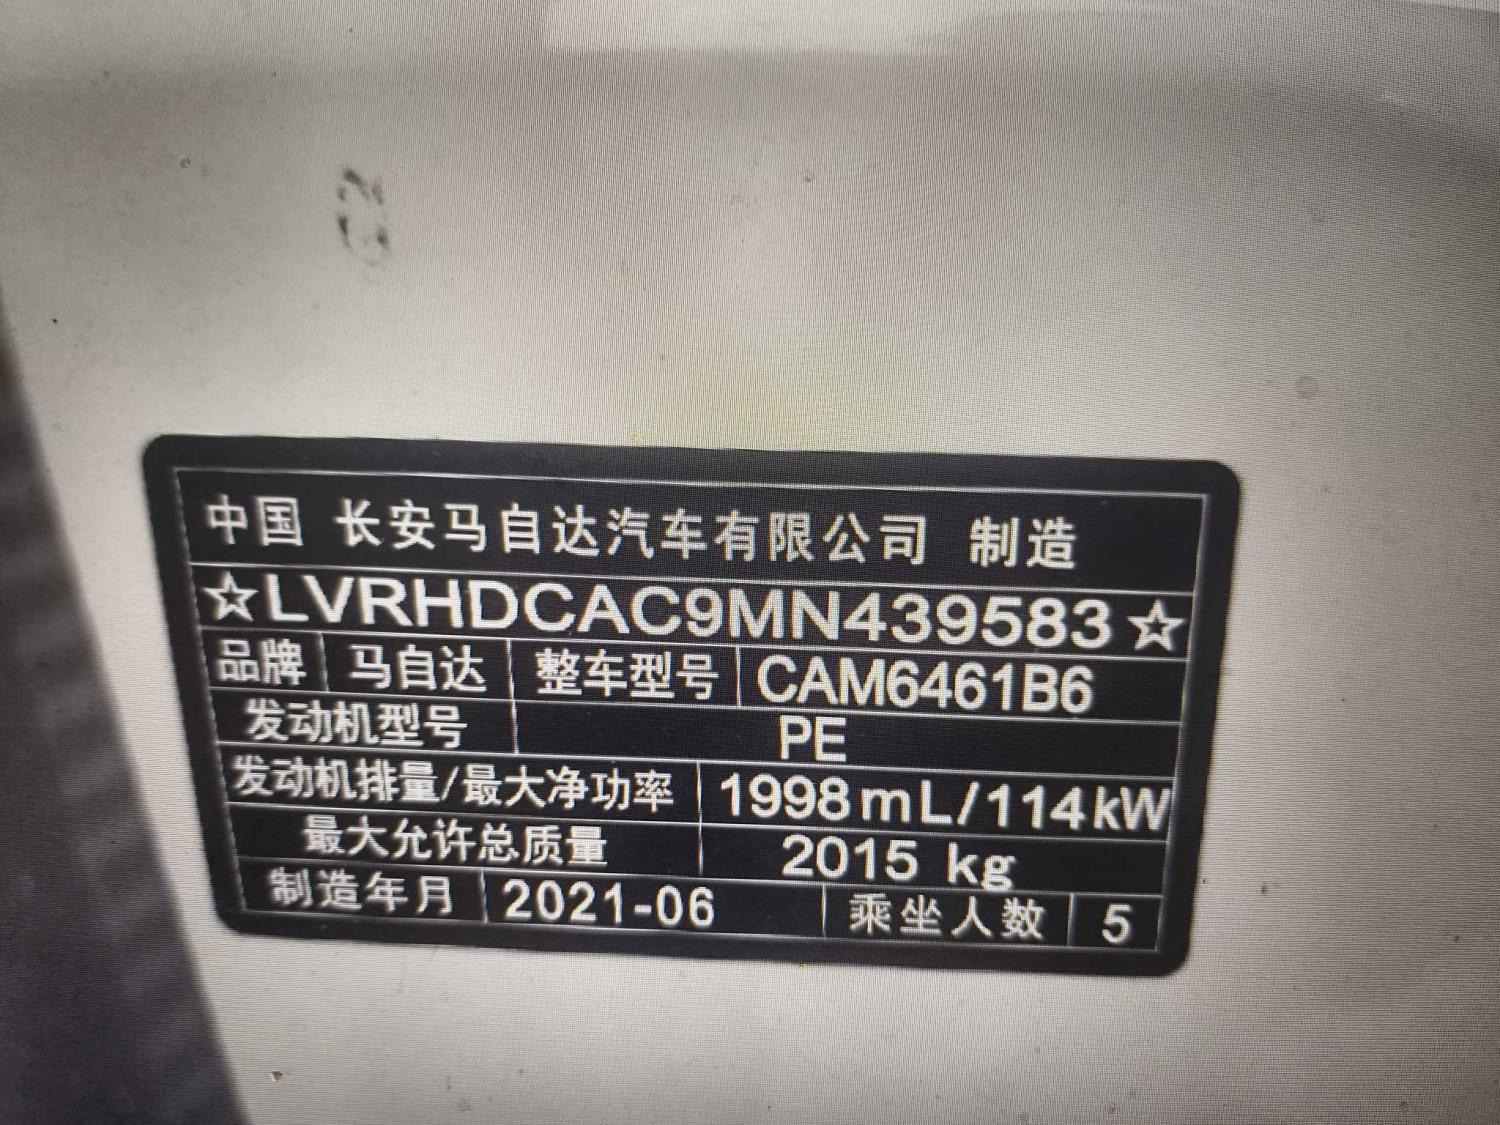 中国 长安马自达汽车有限公司 制造
☆LVRHDCAC9MN439583☆
品牌 马自达 整车型号 CAM6461B6
发动机型号 PE
发动机排量/最大净功率 1998mL/114kW
最大允许总质量 2015 kg
制造年月 2021-06 乘坐人数 5